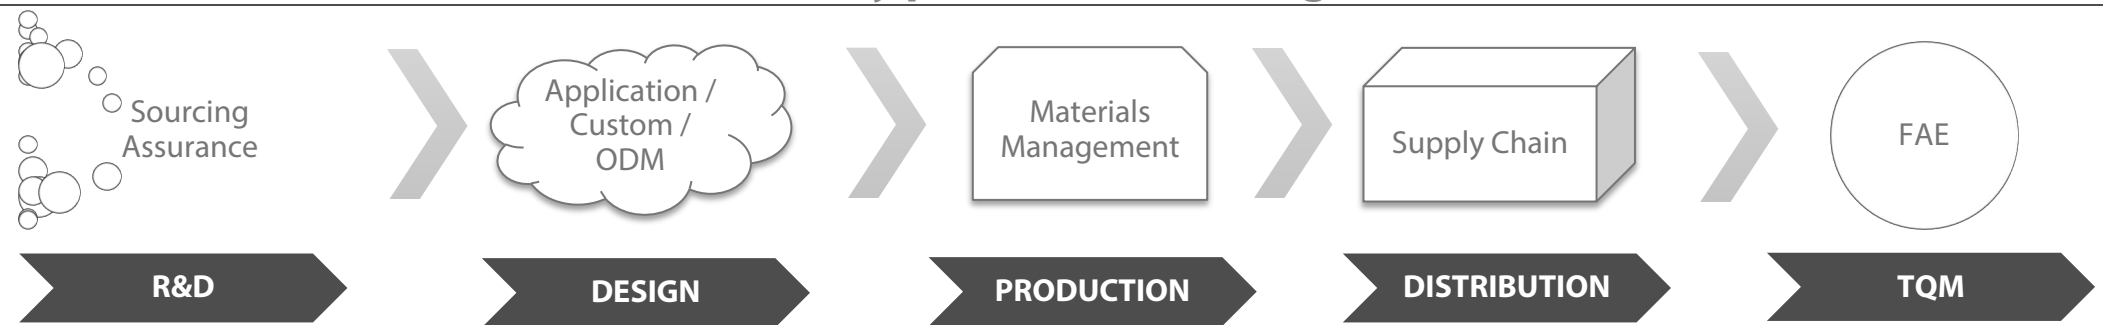 Sourcing
Assurance
Application /
Custom /
ODM
Materials
Management
Supply Chain
FAE
R&D
DESIGN
PRODUCTION
DISTRIBUTION
TQM